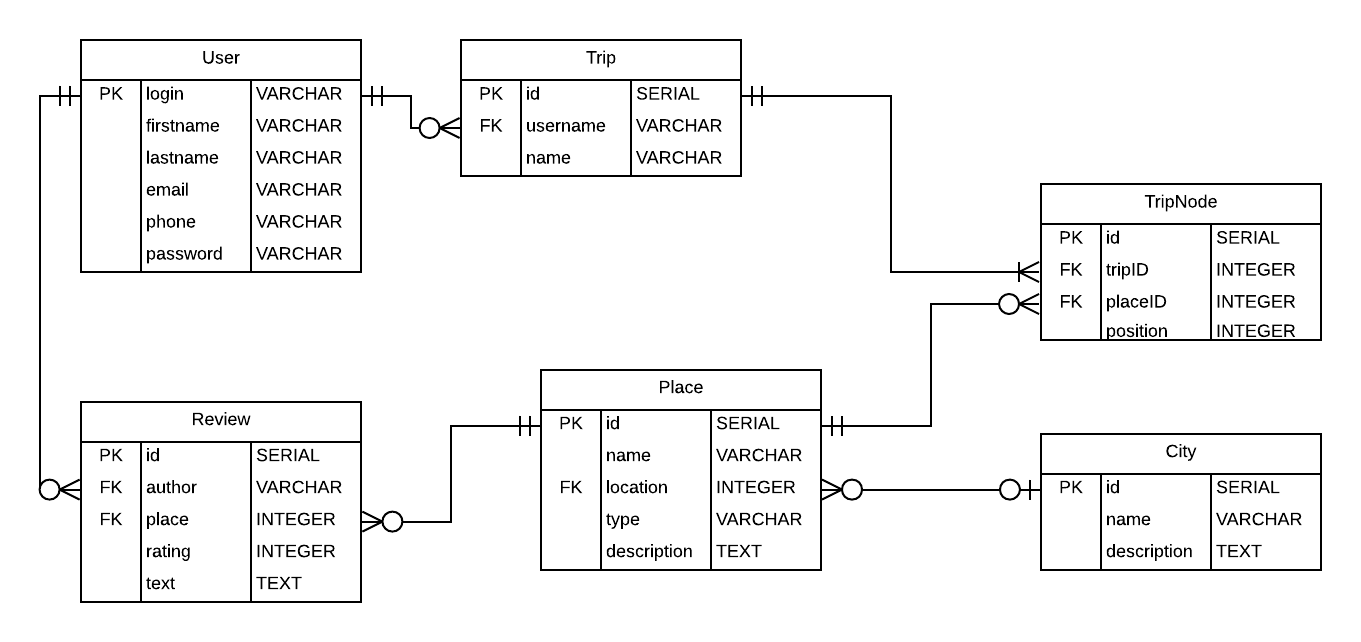 User
PK login VARCHAR
firstname VARCHAR
lastname VARCHAR
email VARCHAR
phone VARCHAR
password VARCHAR
Trip
PK id SERIAL
FK username VARCHAR
name VARCHAR
TripNode
PK id SERIAL
FK tripID INTEGER
FK placeID INTEGER
position INTEGER
Review
PK id SERIAL
FK author VARCHAR
FK place INTEGER
rating INTEGER
text TEXT
Place
PK id SERIAL
name VARCHAR
FK location INTEGER
type VARCHAR
description TEXT
City
PK id SERIAL
name VARCHAR
description TEXT